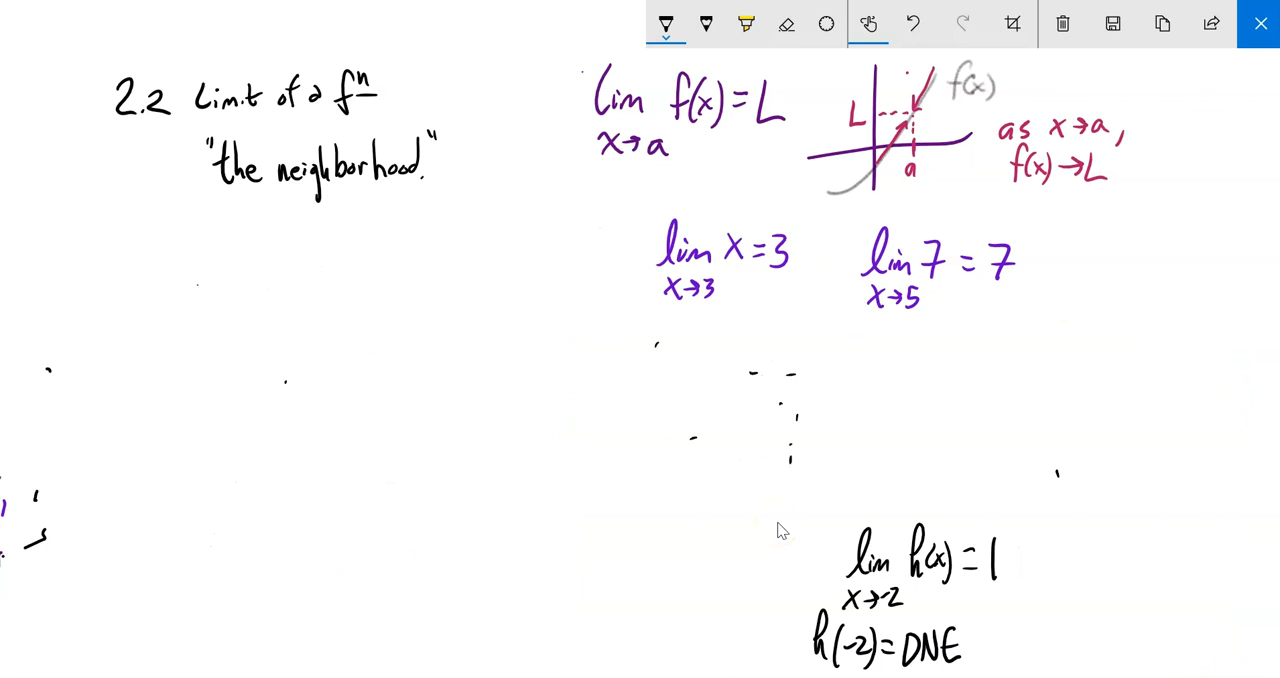 2.2 Limit of a fⁿ
"the neighborhood."
lim f(x) = L
x→a
f(x)
L
a
as x→a,
f(x)→L
lim x = 3
x→3
lim 7 = 7
x→5
lim h(x) = 1
x→-2
h(-2) = DNE